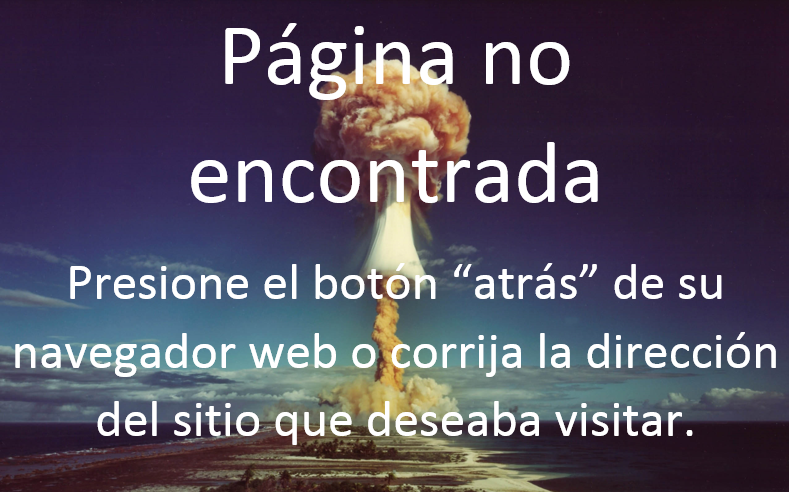 Página no
encontrada
Presione el botón “atrás” de su
navegador web o corrija la dirección
del sitio que deseaba visitar.